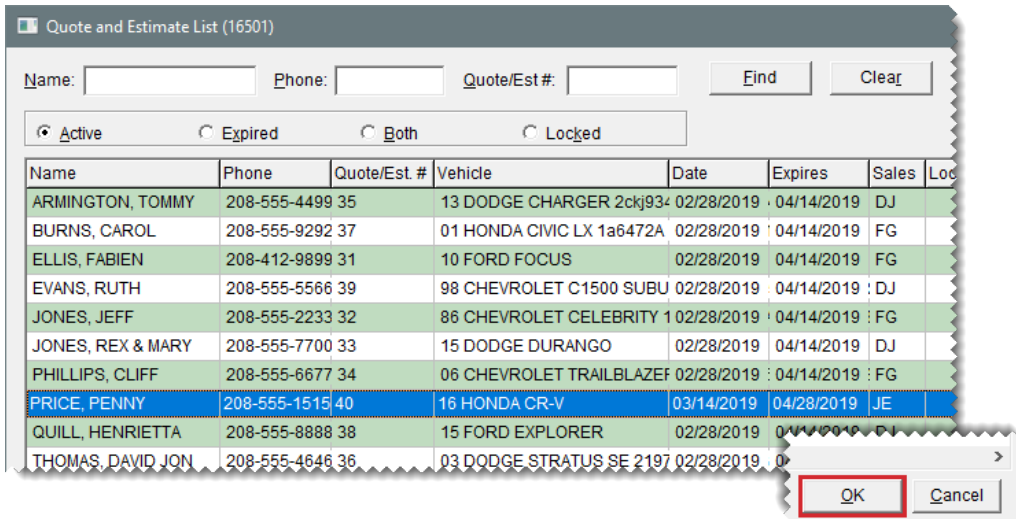 Quote and Estimate List (16501)
Name: Phone: Quote/Est #: Find Clear
Active Expired Both Locked
Name Phone Quote/Est. # Vehicle Date Expires Sales Loc
ARMINGTON, TOMMY 208-555-4499 35 13 DODGE CHARGER 2ckj934 02/28/2019 04/14/2019 DJ
BURNS, CAROL 208-555-9292 37 01 HONDA CIVIC LX 1a6472A 02/28/2019 04/14/2019 FG
ELLIS, FABIEN 208-412-9899 31 10 FORD FOCUS 02/28/2019 04/14/2019 FG
EVANS, RUTH 208-555-5566 39 98 CHEVROLET C1500 SUBU 02/28/2019 04/14/2019 DJ
JONES, JEFF 208-555-2233 32 86 CHEVROLET CELEBRITY 1 02/28/2019 04/14/2019 FG
JONES, REX & MARY 208-555-7700 33 15 DODGE DURANGO 02/28/2019 04/14/2019 DJ
PHILLIPS, CLIFF 208-555-6677 34 06 CHEVROLET TRAILBLAZER 02/28/2019 04/14/2019 FG
PRICE, PENNY 208-555-1515 40 16 HONDA CR-V 03/14/2019 04/28/2019 JE
QUILL, HENRIETTA 208-555-8888 38 15 FORD EXPLORER 02/28/2019 04/14/2019 DJ
THOMAS, DAVID JON 208-555-4646 36 03 DODGE STRATUS SE 2197 02/28/2019
OK Cancel